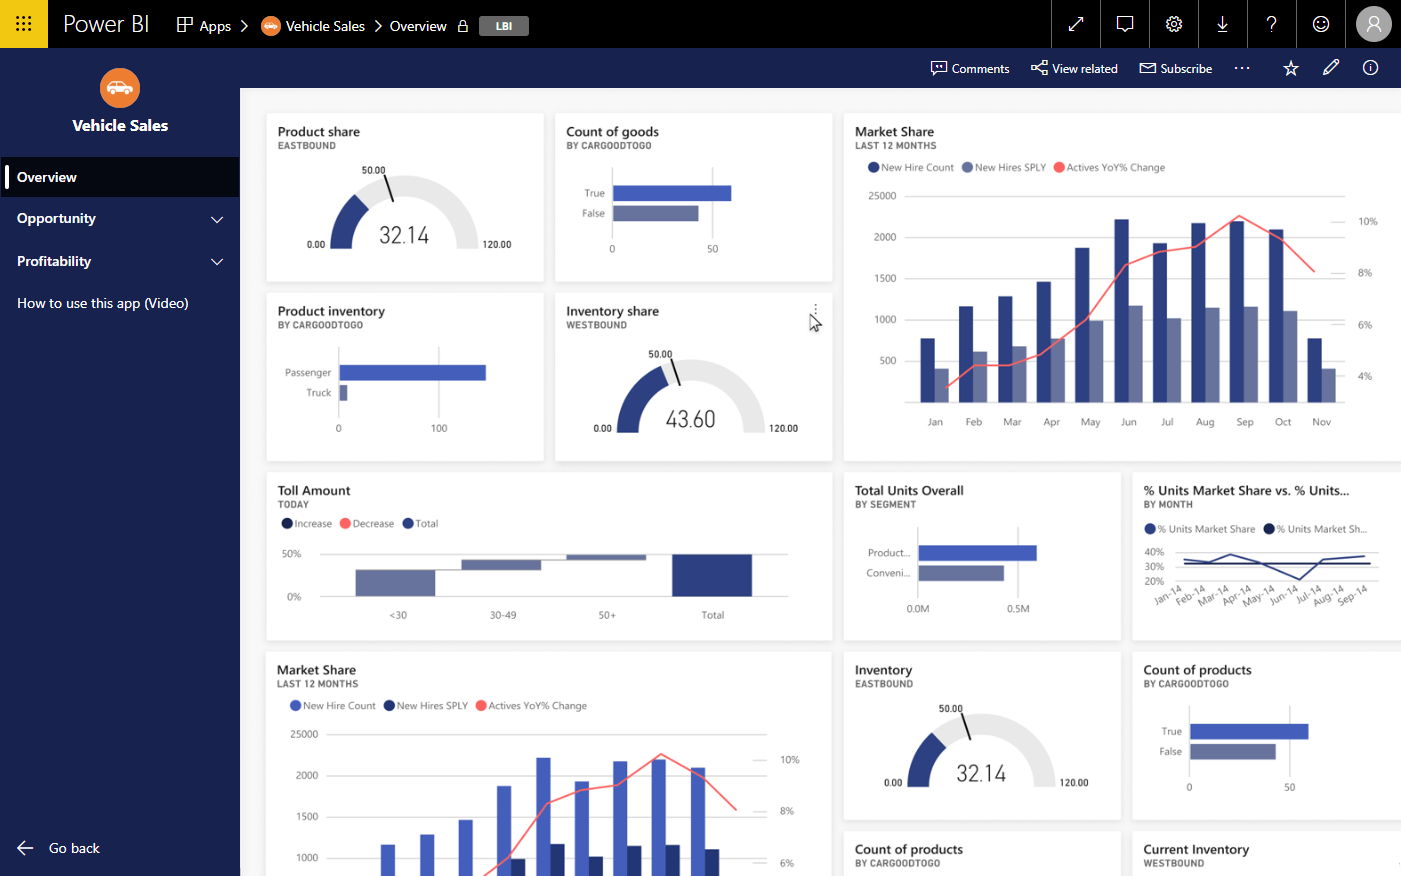 Power BI
Apps
Vehicle Sales
Overview
LBI
?
Comments
View related
Subscribe
Vehicle Sales
Overview
Opportunity
Profitability
How to use this app (Video)
Go back
Product share
EASTBOUND
50.00
0.00
32.14
120.00
Count of goods
BY CARGOODTOGO
True
False
0 50
Market Share
LAST 12 MONTHS
New Hire Count New Hires SPLY Actives YoY% Change
25000
2000
1500
1000
500
10%
8%
6%
4%
Jan Feb Mar Apr May Jun Jul Aug Sep Oct Nov
Product inventory
BY CARGOODTOGO
Passenger
Truck
0 100
Inventory share
WESTBOUND
50.00
0.00
43.60
120.00
Toll Amount
TODAY
Increase Decrease Total
50%
0%
<30 30-49 50+ Total
Total Units Overall
BY SEGMENT
Product...
Conveni...
0.0M 0.5M
% Units Market Share vs. % Units...
BY MONTH
% Units Market Share % Units Market Sh...
40%
30%
20%
Jan-14 Feb-14 Mar-14 Apr-14 May-14 Jun-14 Jul-14 Aug-14 Sep-14
Market Share
LAST 12 MONTHS
New Hire Count New Hires SPLY Actives YoY% Change
25000
2000
1500
1000
10%
8%
6%
Inventory
EASTBOUND
50.00
0.00
32.14
120.00
Count of products
BY CARGOODTOGO
True
False
0 50
Count of products
BY CARGOODTOGO
Current Inventory
WESTBOUND